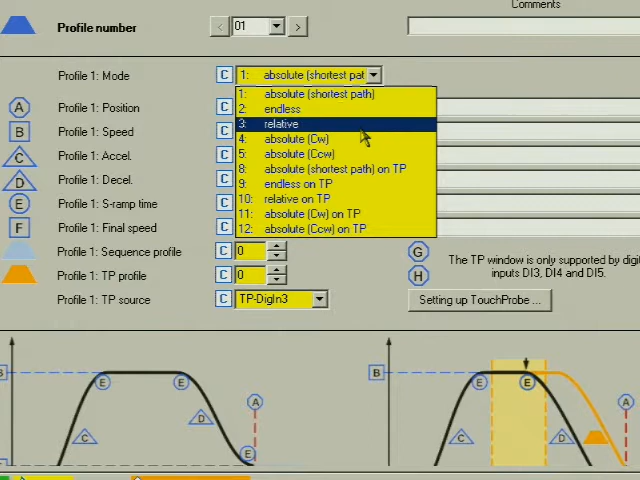 Comments
Profile number
<
01
>
Profile 1: Mode
C
1: absolute (shortest pat
1: absolute (shortest path)
2: endless
3: relative
4: absolute (Cw)
5: absolute (Ccw)
8: absolute (shortest path) on TP
9: endless on TP
10: relative on TP
11: absolute (Cw) on TP
12: absolute (Ccw) on TP
A Profile 1: Position C
B Profile 1: Speed C
C Profile 1: Accel. C
D Profile 1: Decel. C
E Profile 1: S-ramp time C
F Profile 1: Final speed C
Profile 1: Sequence profile C 0
Profile 1: TP profile C 0
Profile 1: TP source C TP-DigIn3
G
H
The TP window is only supported by digit
inputs DI3, DI4 and DI5.
Setting up TouchProbe ...
B
E
E
A
C
D
E
B
E
E
A
C
D